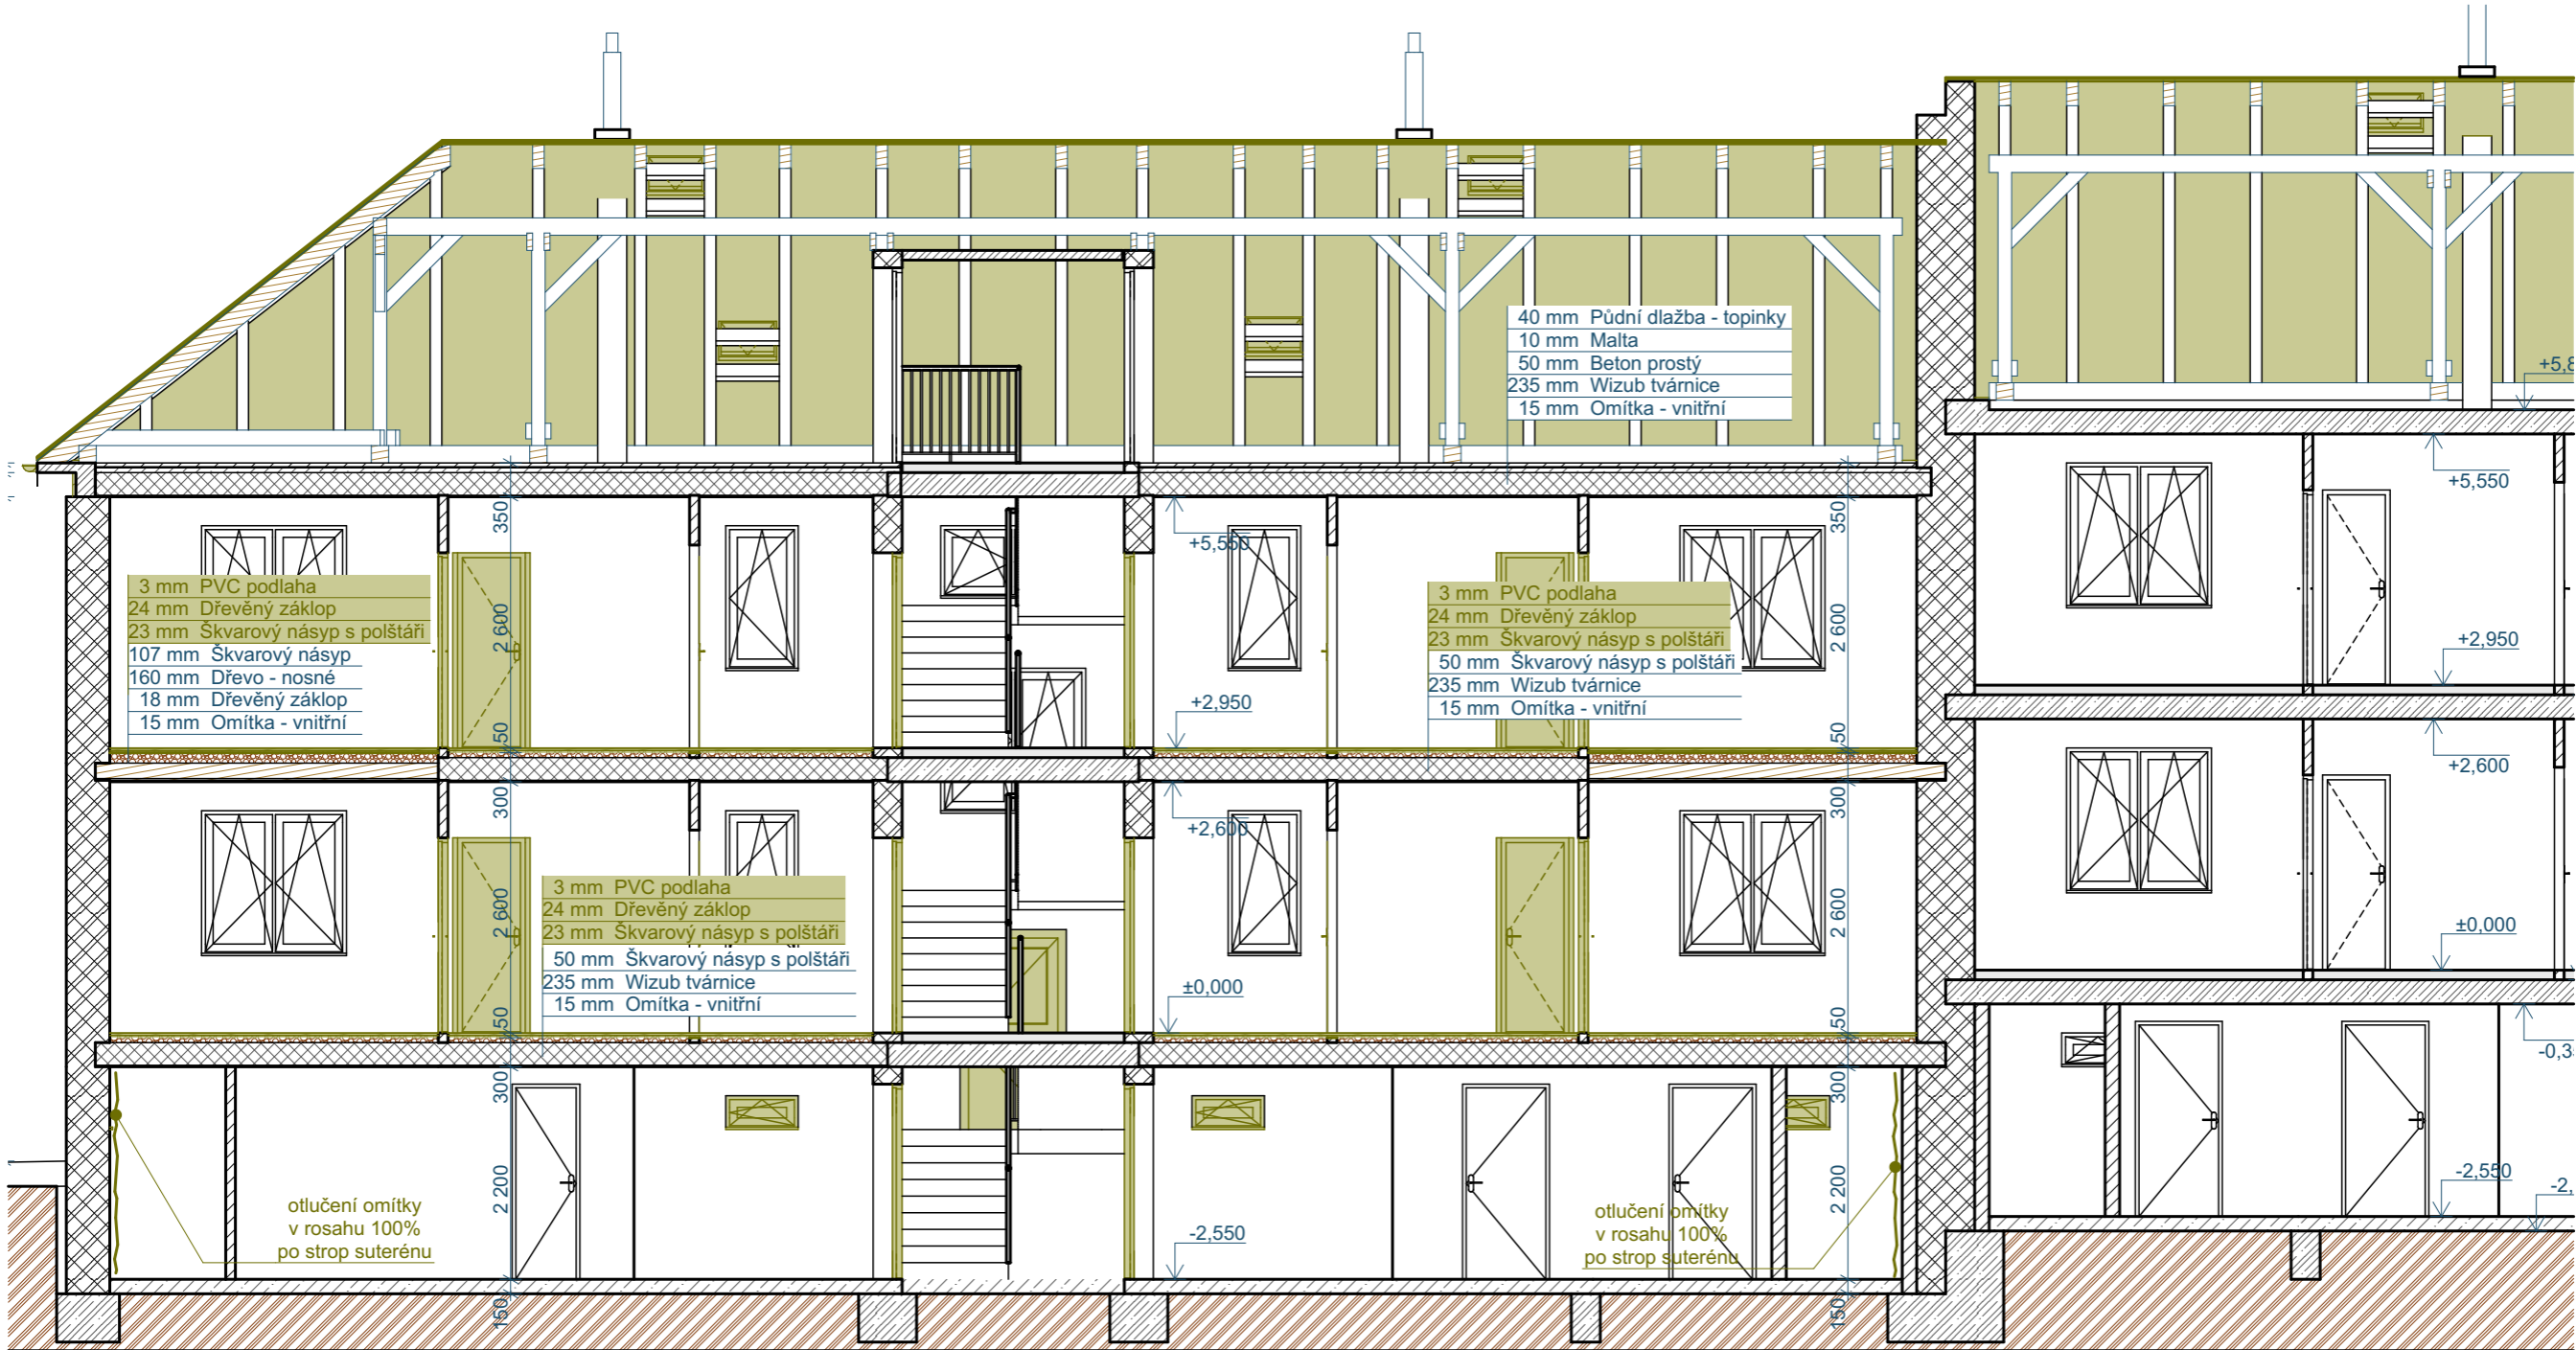 40 mm Půdní dlažba - topinky
10 mm Malta
50 mm Beton prostý
235 mm Wizub tvárnice
15 mm Omítka - vnitřní
+5,8
+5,550
350
350
+5,550
3 mm PVC podlaha
24 mm Dřevěný záklop
23 mm Škvarový násyp s polštáři
107 mm Škvarový násyp
160 mm Dřevo - nosné
18 mm Dřevěný záklop
15 mm Omítka - vnitřní
2 600
3 mm PVC podlaha
24 mm Dřevěný záklop
23 mm Škvarový násyp s polštáři
50 mm Škvarový násyp s polštáři
235 mm Wizub tvárnice
15 mm Omítka - vnitřní
2 600
+2,950
+2,950
50
50
+2,600
300
300
+2,600
3 mm PVC podlaha
24 mm Dřevěný záklop
23 mm Škvarový násyp s polštáři
50 mm Škvarový násyp s polštáři
235 mm Wizub tvárnice
15 mm Omítka - vnitřní
2 600
2 600
±0,000
±0,000
50
50
-0,3
300
300
2 200
2 200
-2,550
-2,
otlučení omítky
v rosahu 100%
po strop suterénu
-2,550
otlučení omítky
v rosahu 100%
po strop suterénu
150
150